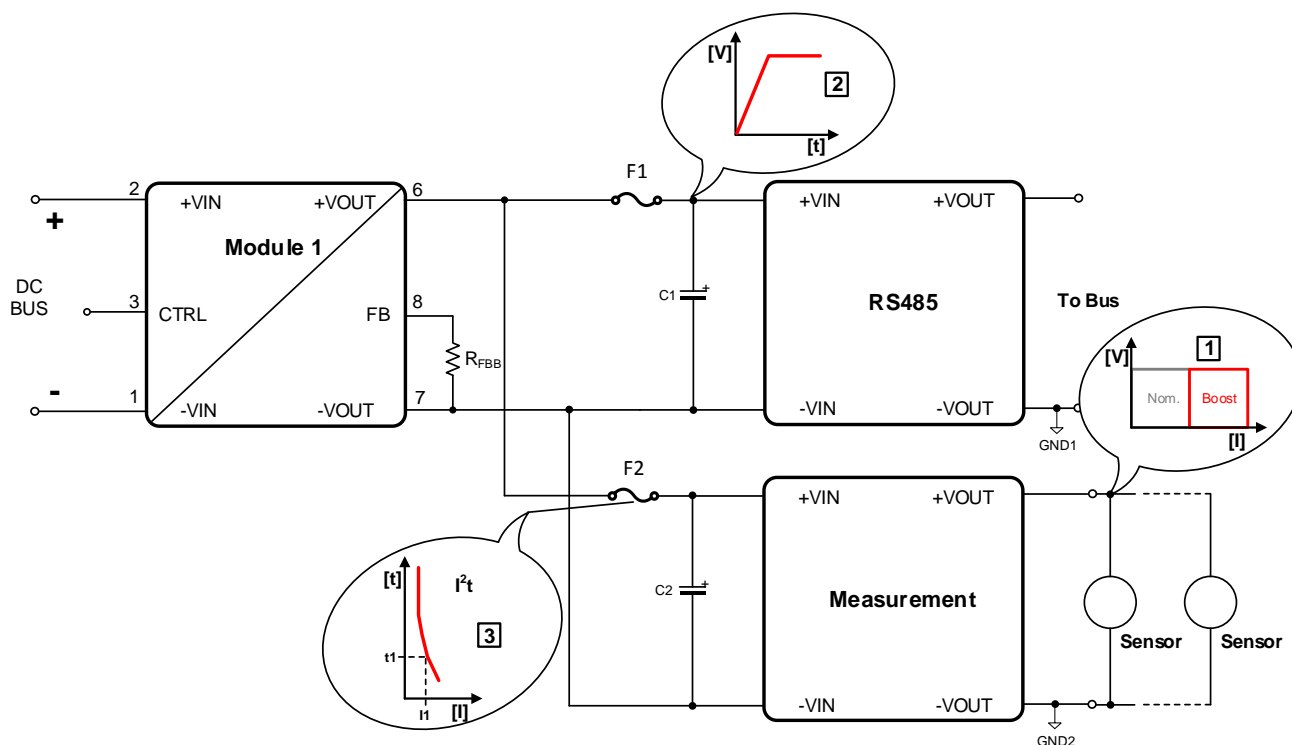 [V]
2
[t]
F1
2
+VIN
+VOUT
6
+
Module 1
DC
BUS
3
CTRL
8
FB
R_FBB
-
1
-VIN
-VOUT
7
C1
+
+VIN
+VOUT
RS485
-VIN
-VOUT
GND1
To Bus
1
[V]
Nom.
Boost
[I]
F2
[t]
I²t
3
t1
I1
[I]
C2
+
+VIN
+VOUT
Measurement
-VIN
-VOUT
GND2
Sensor
Sensor